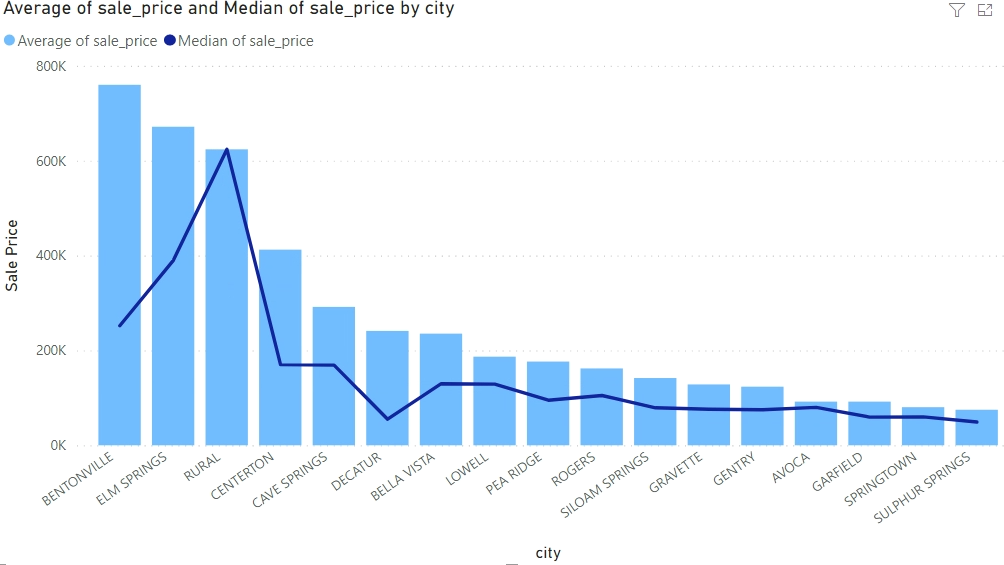 Average of sale_price and Median of sale_price by city
Average of sale_price Median of sale_price
800K
600K
400K
200K
0K
Sale Price
BENTONVILLE
ELM SPRINGS
RURAL
CENTERTON
CAVE SPRINGS
DECATUR
BELLA VISTA
LOWELL
PEA RIDGE
ROGERS
SILOAM SPRINGS
GRAVETTE
GENTRY
AVOCA
GARFIELD
SPRINGTOWN
SULPHUR SPRINGS
city